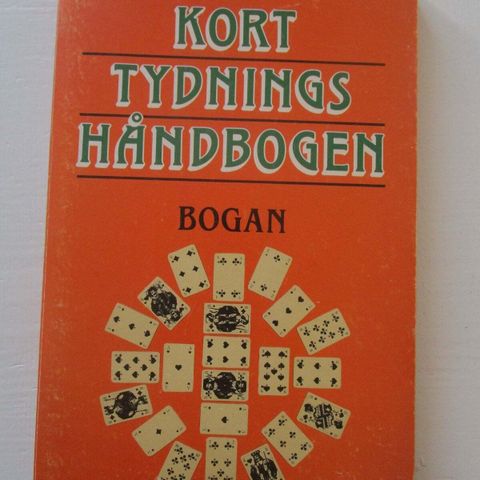 KORT
TYDNINGS
HÅNDBOGEN
BOGAN